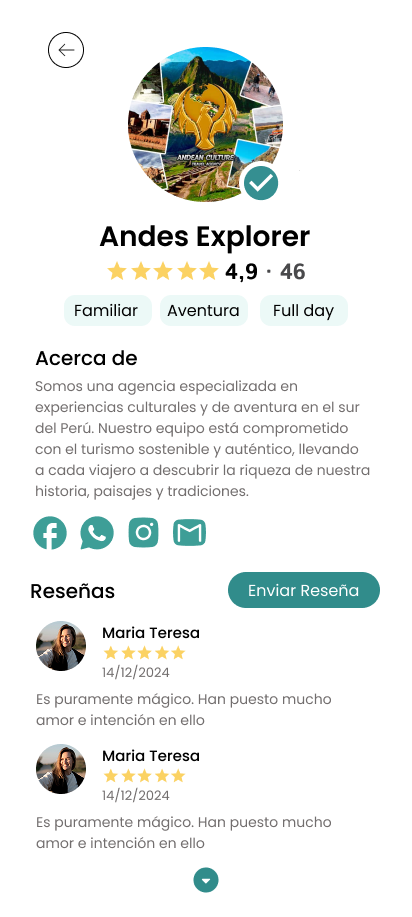 ANDEAN CULTURE
Andes Explorer
4,9 · 46
Familiar
Aventura
Full day
Acerca de
Somos una agencia especializada en
experiencias culturales y de aventura en el sur
del Perú. Nuestro equipo está comprometido
con el turismo sostenible y auténtico, llevando
a cada viajero a descubrir la riqueza de nuestra
historia, paisajes y tradiciones.
Reseñas
Enviar Reseña
Maria Teresa
14/12/2024
Es puramente mágico. Han puesto mucho
amor e intención en ello
Maria Teresa
14/12/2024
Es puramente mágico. Han puesto mucho
amor e intención en ello